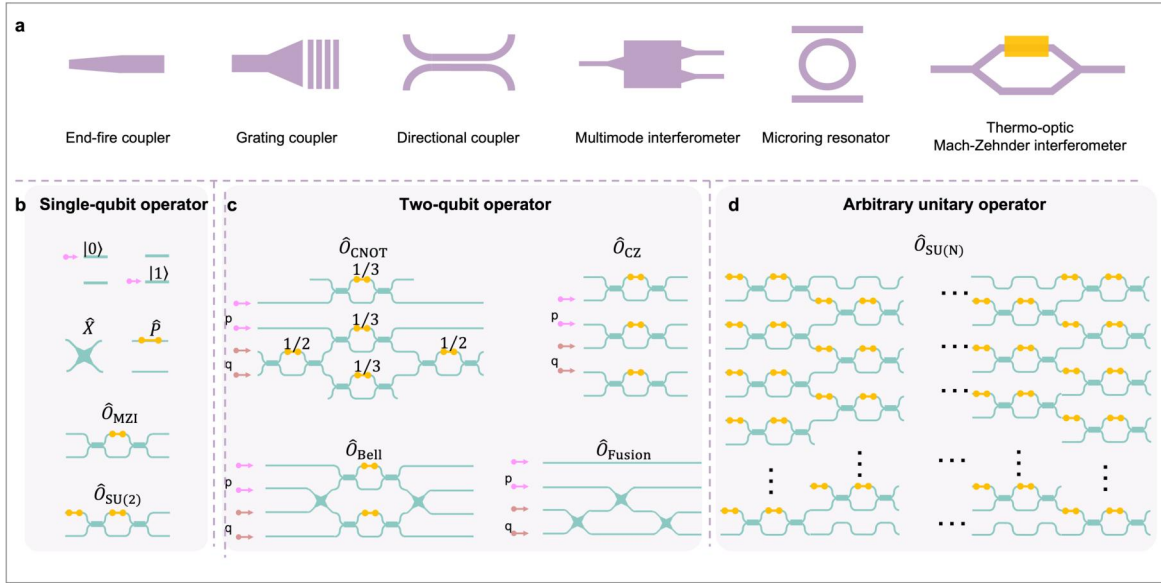 a
End-fire coupler
Grating coupler
Directional coupler
Multimode interferometer
Microring resonator
Thermo-optic
Mach-Zehnder interferometer
b
Single-qubit operator
|0⟩
|1⟩
X̂
P̂
Ô_MZI
Ô_SU(2)
c
Two-qubit operator
Ô_CNOT
1/3
p
1/3
1/2
1/2
q
1/3
Ô_CZ
p
q
Ô_Bell
p
q
Ô_Fusion
p
q
d
Arbitrary unitary operator
Ô_SU(N)